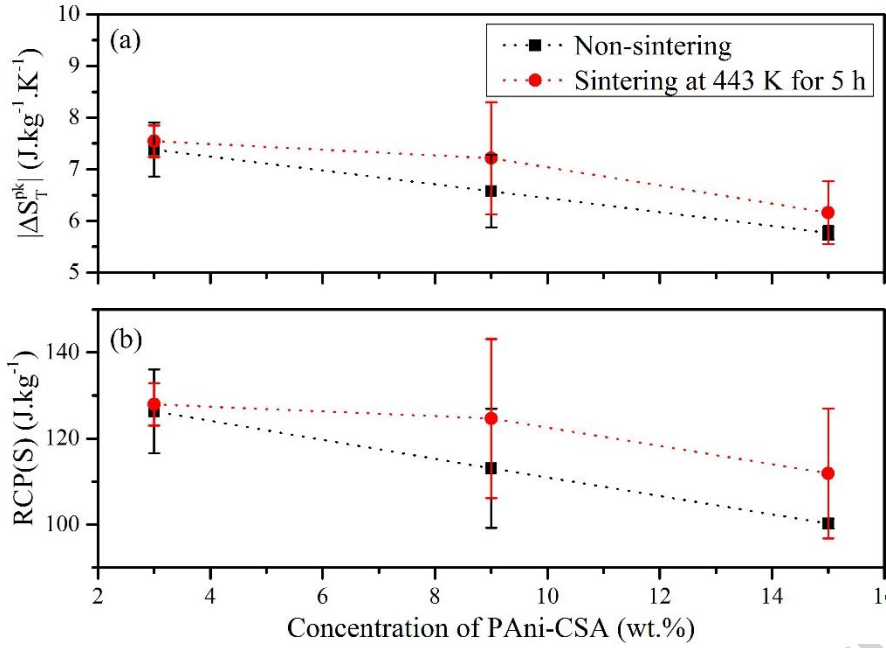 (a)
Non-sintering
Sintering at 443 K for 5 h
10
9
8
7
6
5
|ΔS_T^pk| (J.kg⁻¹.K⁻¹)
(b)
140
120
100
RCP(S) (J.kg⁻¹)
2 4 6 8 10 12 14 16
Concentration of PAni-CSA (wt.%)